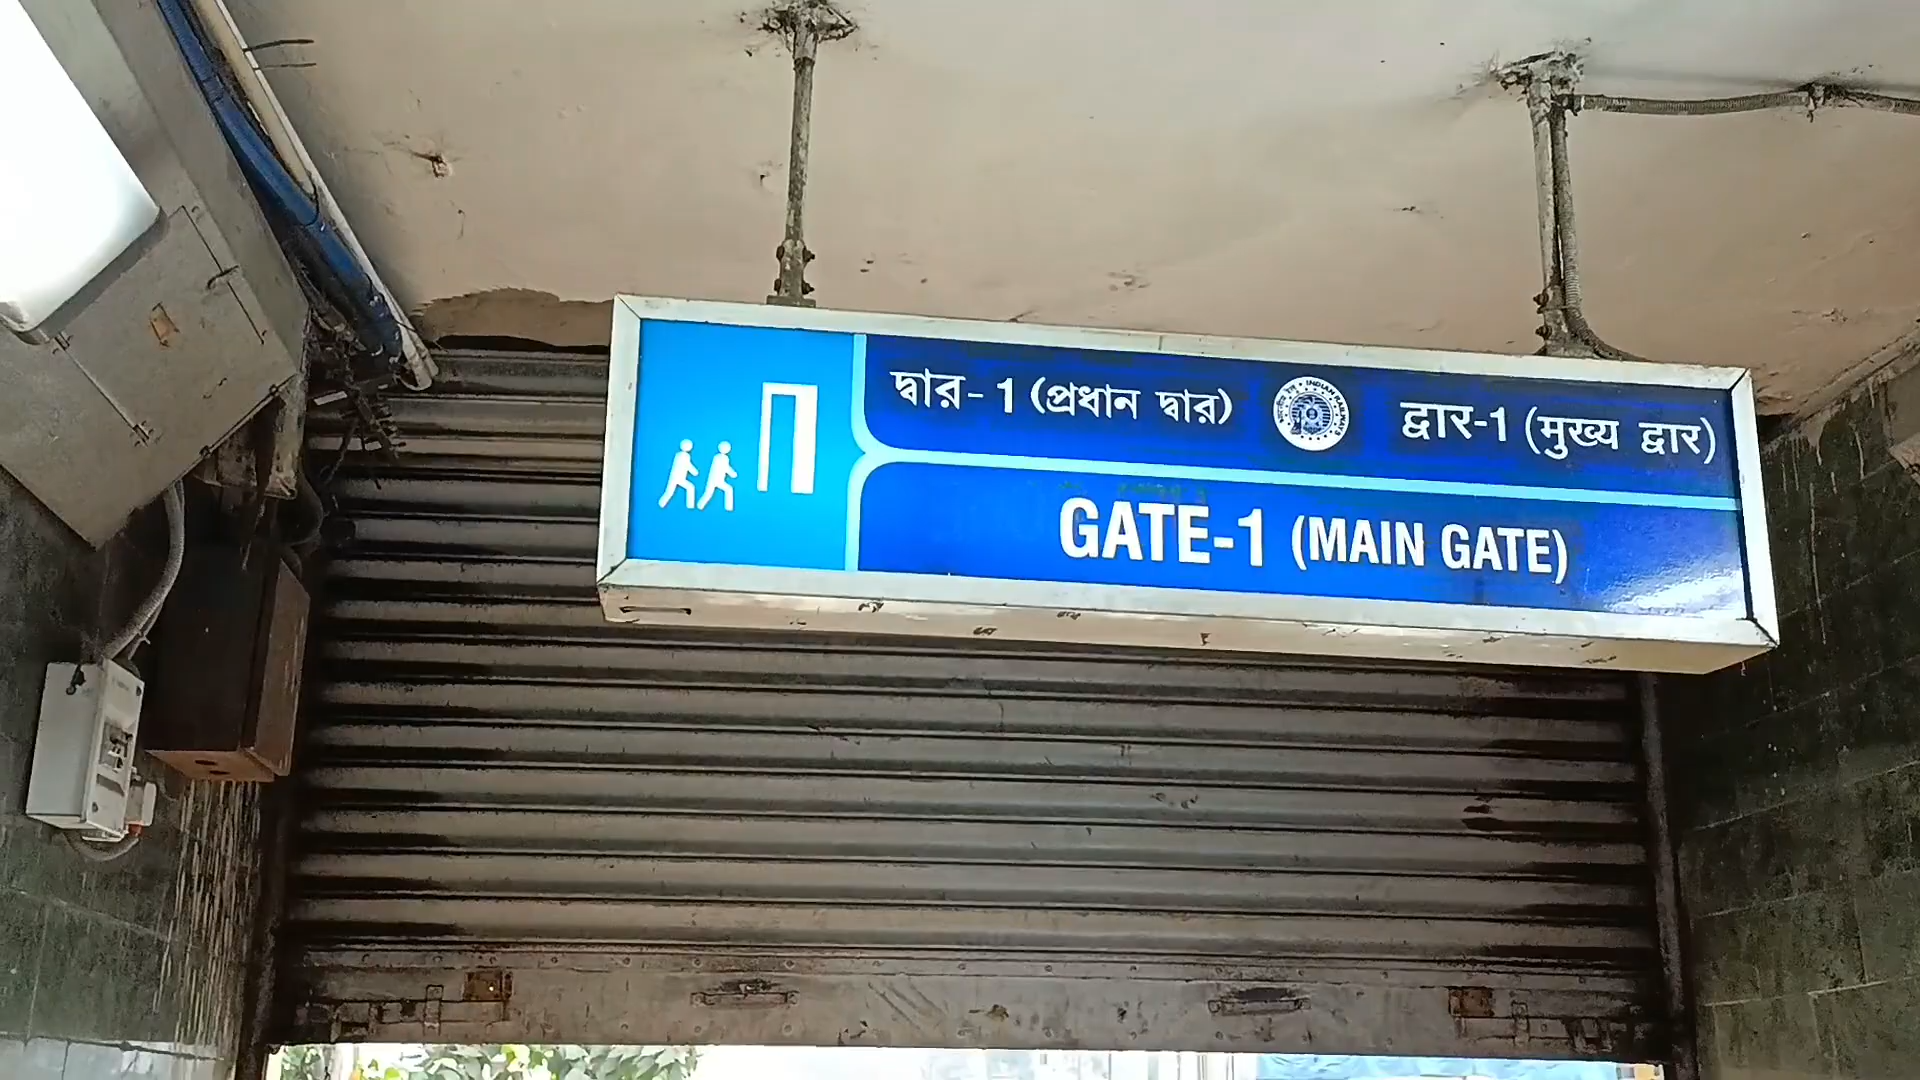 দ্বার- 1 (প্রধান দ্বার)
द्वार-1 (मुख्य द्वार)
GATE-1 (MAIN GATE)